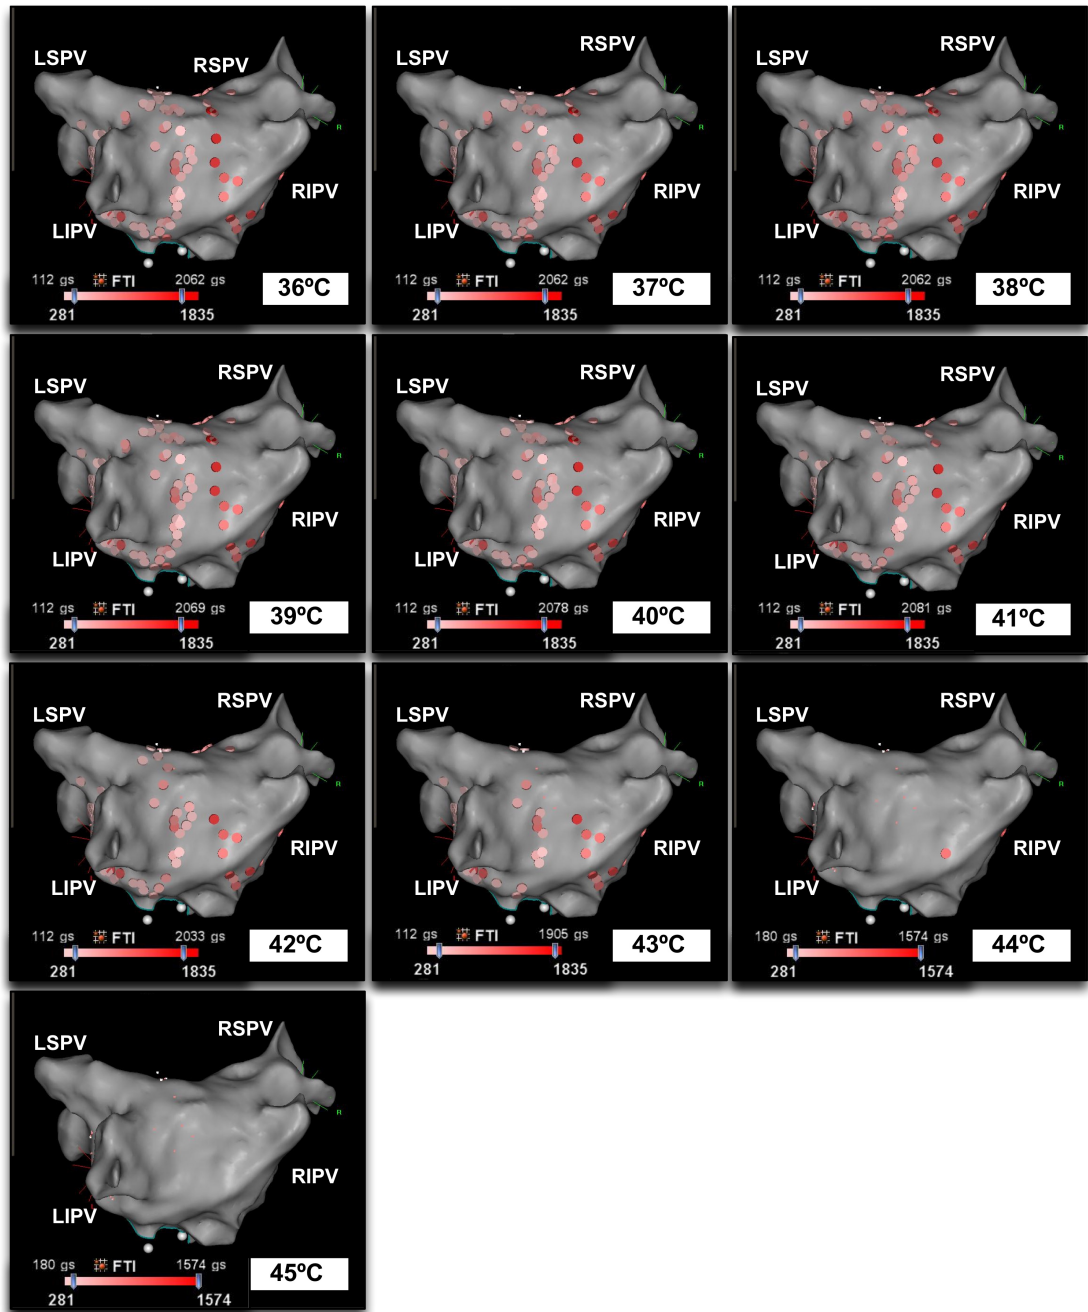 LSPV
RSPV
R
RIPV
LIPV
112 gs FTI 2062 gs
281 1835
36ºC
LSPV
RSPV
R
RIPV
LIPV
112 gs FTI 2062 gs
281 1835
37ºC
LSPV
RSPV
R
RIPV
LIPV
112 gs FTI 2062 gs
281 1835
38ºC
LSPV
RSPV
R
RIPV
LIPV
112 gs FTI 2069 gs
281 1835
39ºC
LSPV
RSPV
R
RIPV
LIPV
112 gs FTI 2078 gs
281 1835
40ºC
LSPV
RSPV
R
RIPV
LIPV
112 gs FTI 2081 gs
281 1835
41ºC
LSPV
RSPV
R
RIPV
LIPV
112 gs FTI 2033 gs
281 1835
42ºC
LSPV
RSPV
R
RIPV
LIPV
112 gs FTI 1905 gs
281 1835
43ºC
LSPV
RSPV
R
RIPV
LIPV
180 gs FTI 1574 gs
281 1574
44ºC
LSPV
RSPV
R
RIPV
LIPV
180 gs FTI 1574 gs
281 1574
45ºC